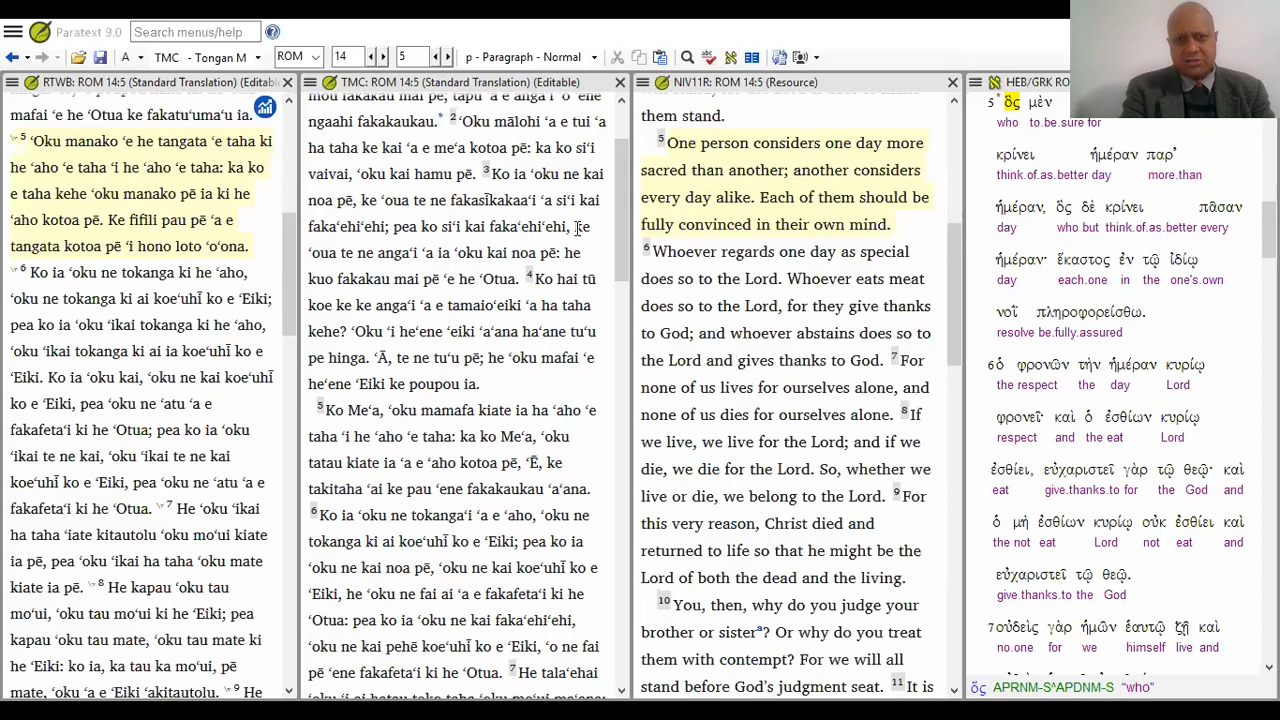 Paratext 9.0
Search menus/help
TMC - Tongan M
ROM
14
5
p - Paragraph - Normal
RTWB: ROM 14:5 (Standard Translation) (Editab
mafai ʻe he ʻOtua ke fakatuʻumaʻu ia.
5 ʻOku manako ʻe he tangata ʻe taha ki
he ʻaho ʻe taha ʻi he ʻaho ʻe taha: ka ko
e taha kehe ʻoku manako pē ia ki he
ʻaho kotoa pē. Ke fifili pau pē ʻa e
tangata kotoa pē ʻi hono loto ʻoʻona.
6 Ko ia ʻoku ne tokanga ki he ʻaho,
ʻoku ne tokanga ki ai koeʻuhī ko e ʻEiki;
pea ko ia ʻoku ʻikai tokanga ki he ʻaho,
ʻoku ʻikai tokanga ki ai ia koeʻuhī ko e
ʻEiki. Ko ia ʻoku kai, ʻoku ne kai koeʻuhī
ko e ʻEiki, pea ʻoku ne ʻatu ʻa e
fakafetaʻi ki he ʻOtua; pea ko ia ʻoku
ʻikai te ne kai, ʻoku ʻikai te ne kai
koeʻuhī ko e ʻEiki, pea ʻoku ne ʻatu ʻa e
fakafetaʻi ki he ʻOtua. 7 He ʻoku ʻikai
ha taha ʻiate kitautolu ʻoku moʻui kiate
ia pē, pea ʻoku ʻikai ha taha ʻoku mate
kiate ia pē. 8 He kapau ʻoku tau
moʻui, ʻoku tau moʻui ki he ʻEiki; pea
kapau ʻoku tau mate, ʻoku tau mate ki
he ʻEiki: ko ia, ka tau ka moʻui, pē
mate, ʻoku ʻaʻEiki ʻakitautolu. 9 He
TMC: ROM 14:5 (Standard Translation) (Editable)
mou fakakau mai pē, tapu ʻa e angaʻi ʻo ʻene
ngaahi fakakaukau.* 2 ʻOku mālohi ʻa e tui ʻa
ha taha ke kai ʻa e meʻa kotoa pē: ka ko siʻi
vaivai, ʻoku kai hamu pē. 3 Ko ia ʻoku ne kai
noa pē, ke ʻoua te ne fakasīkakaaʻi ʻa siʻi kai
fakaʻehiʻehi; pea ko siʻi kai fakaʻehiʻehi, ke
ʻoua te ne angaʻi ʻa ia ʻoku kai noa pē: he
kuo fakakau mai pē ʻe he ʻOtua. 4 Ko hai tū
koe ke ke angaʻi ʻa e tamaioʻeiki ʻa ha taha
kehe? ʻOku ʻi heʻene ʻeiki ʻaʻana haʻane tuʻu
pe hinga. ʻĀ, te ne tuʻu pē; he ʻoku mafai ʻe
heʻene ʻEiki ke poupou ia.
5 Ko Meʻa, ʻoku mamafa kiate ia ha ʻaho ʻe
taha ʻi he ʻaho ʻe taha: ka ko Meʻa, ʻoku
tatau kiate ia ʻa e ʻaho kotoa pē, ʻĒ, ke
takitaha ʻai ke pau ʻene fakakaukau ʻaʻana.
6 Ko ia ʻoku ne tokangaʻi ʻa e ʻaho, ʻoku ne
tokanga ki ai koeʻuhī ko e ʻEiki; pea ko ia
ʻoku ne kai noa pē, ʻoku ne kai koeʻuhī ko e
ʻEiki, he ʻoku ne fai ai ʻa e fakafetaʻi ki he
ʻOtua: pea ko ia ʻoku ne kai fakaʻehiʻehi,
ʻoku ne kai pehē koeʻuhī ko e ʻEiki, ʻo ne fai
pē ʻene fakafetaʻi ki he ʻOtua. 7 He talaʻehai
NIV11R: ROM 14:5 (Resource)
them stand.
5 One person considers one day more
sacred than another; another considers
every day alike. Each of them should be
fully convinced in their own mind.
6 Whoever regards one day as special
does so to the Lord. Whoever eats meat
does so to the Lord, for they give thanks
to God; and whoever abstains does so to
the Lord and gives thanks to God. 7 For
none of us lives for ourselves alone, and
none of us dies for ourselves alone. 8 If
we live, we live for the Lord; and if we
die, we die for the Lord. So, whether we
live or die, we belong to the Lord. 9 For
this very reason, Christ died and
returned to life so that he might be the
Lord of both the dead and the living.
10 You, then, why do you judge your
brother or sisterᵃ? Or why do you treat
them with contempt? For we will all
stand before God's judgment seat. 11 It is
HEB/GRK RO
5 * ὃς μὲν
who to.be.sure for
κρίνει ἡμέραν παρ’
think.of.as.better day more.than
ἡμέραν, ὃς δὲ κρίνει πᾶσαν
day who but think.of.as.better every
ἡμέραν· ἕκαστος ἐν τῷ ἰδίῳ
day each.one in the one's.own
νοῒ πληροφορείσθω.
resolve be.fully.assured
6 ὁ φρονῶν τὴν ἡμέραν κυρίῳ
the respect the day Lord
φρονεῖ· καὶ ὁ ἐσθίων κυρίῳ
respect and the eat Lord
ἐσθίει, εὐχαριστεῖ γὰρ τῷ θεῷ· καὶ
eat give.thanks.to for the God and
ὁ μὴ ἐσθίων κυρίῳ οὐκ ἐσθίει καὶ
the not eat Lord not eat and
εὐχαριστεῖ τῷ θεῷ.
give.thanks.to the God
7 οὐδεὶς γὰρ ἡμῶν ἑαυτῷ ζῇ καὶ
no.one for we himself live and
ὅς APRNM-S^APDNM-S "who"